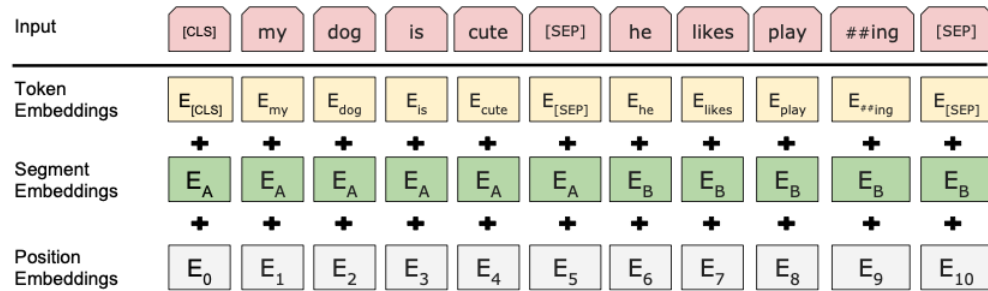 Input [CLS] my dog is cute [SEP] he likes play ##ing [SEP]
Token Embeddings E[CLS] Emy Edog Eis Ecute E[SEP] Ehe Elikes Eplay E##ing E[SEP]
+ + + + + + + + + + +
Segment Embeddings EA EA EA EA EA EA EB EB EB EB EB
+ + + + + + + + + + +
Position Embeddings E0 E1 E2 E3 E4 E5 E6 E7 E8 E9 E10